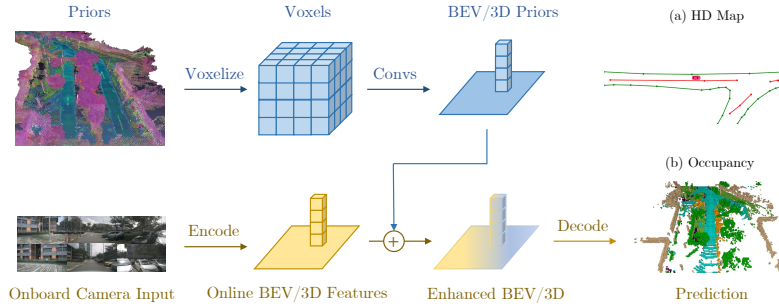 Priors
Voxels
BEV/3D Priors
(a) HD Map
Voxelize
Convs
(b) Occupancy
Encode
+
Decode
Onboard Camera Input
Online BEV/3D Features
Enhanced BEV/3D
Prediction